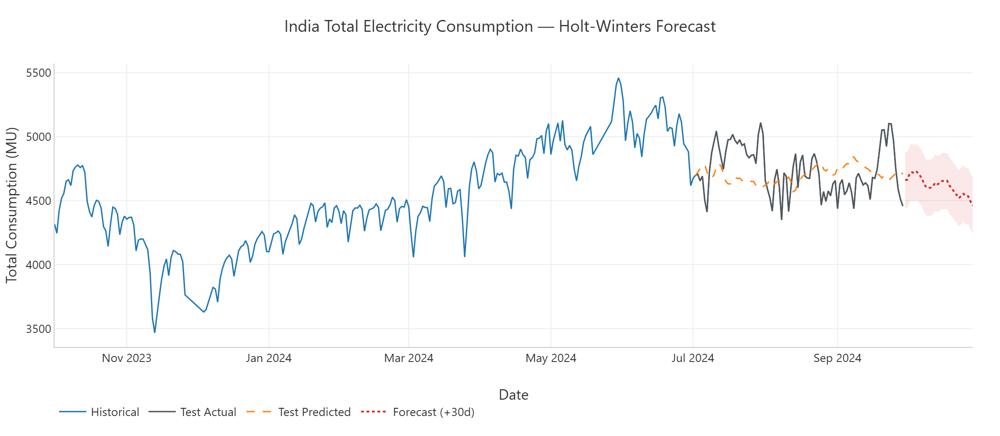 India Total Electricity Consumption — Holt-Winters Forecast
Total Consumption (MU)
5500
5000
4500
4000
3500
Nov 2023 Jan 2024 Mar 2024 May 2024 Jul 2024 Sep 2024
Date
Historical Test Actual Test Predicted Forecast (+30d)